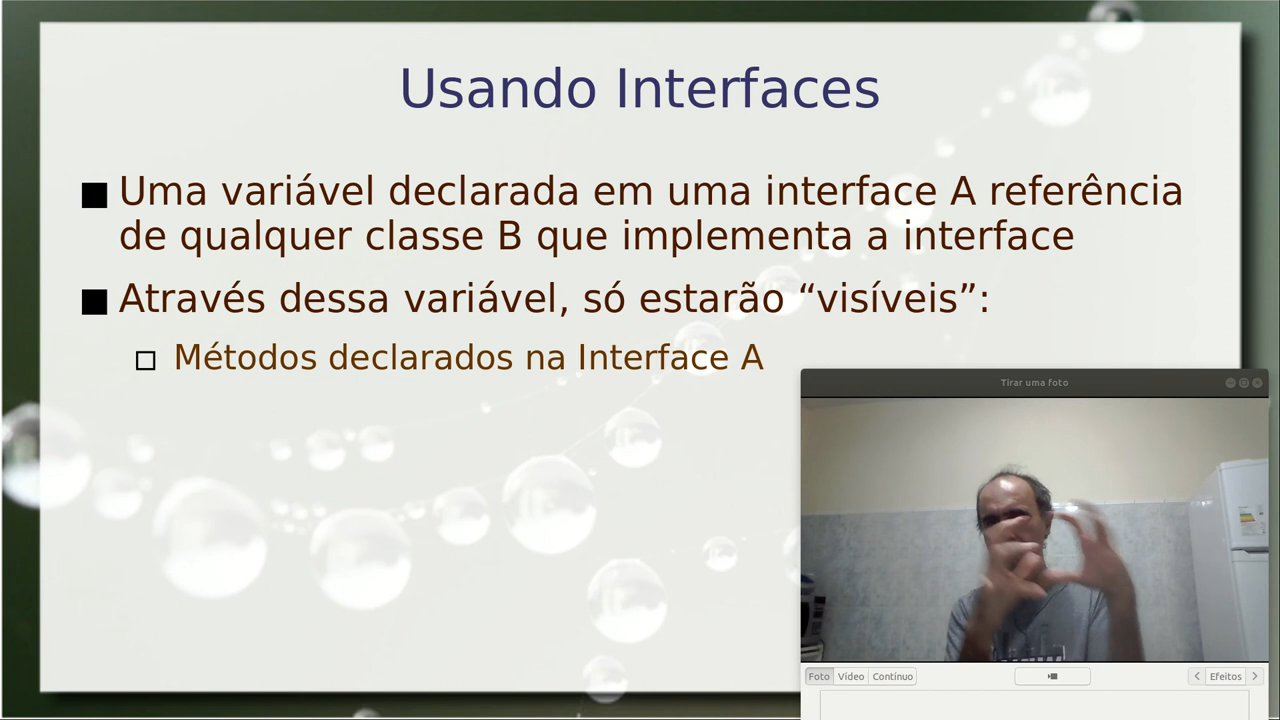 Usando Interfaces
Uma variável declarada em uma interface A referência
de qualquer classe B que implementa a interface
Através dessa variável, só estarão “visíveis”:
Métodos declarados na Interface A
Tirar uma foto
Foto Vídeo Contínuo Efeitos